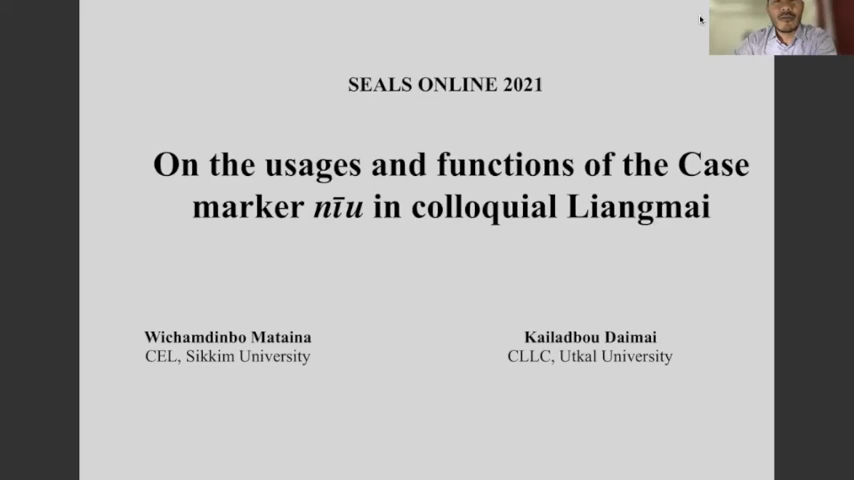 SEALS ONLINE 2021
On the usages and functions of the Case
marker nīu in colloquial Liangmai
Wichamdinbo Mataina
CEL, Sikkim University
Kailadbou Daimai
CLLC, Utkal University